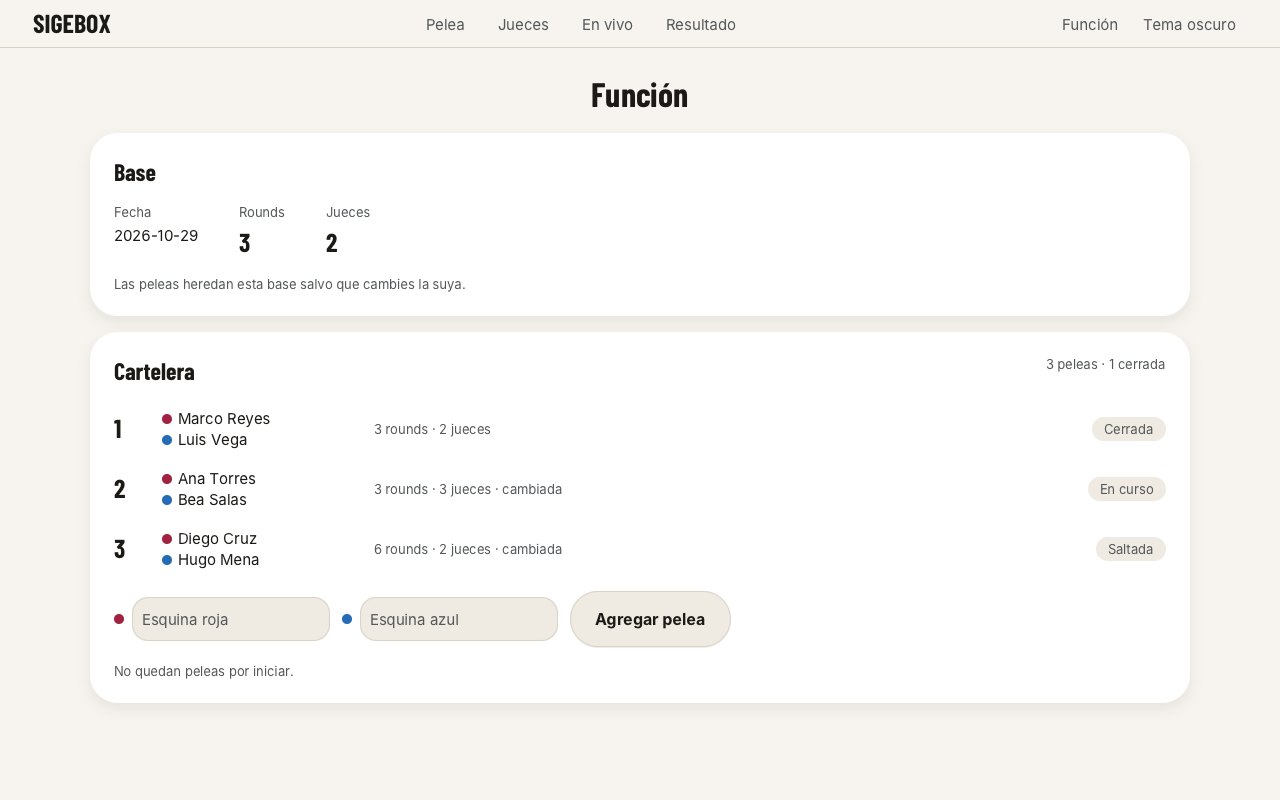 SIGEBOX
Pelea Jueces En vivo Resultado
Función Tema oscuro
Función
Base
Fecha Rounds Jueces
2026-10-29 3 2
Las peleas heredan esta base salvo que cambies la suya.
Cartelera
3 peleas · 1 cerrada
1
Marco Reyes
Luis Vega
3 rounds · 2 jueces
Cerrada
2
Ana Torres
Bea Salas
3 rounds · 3 jueces · cambiada
En curso
3
Diego Cruz
Hugo Mena
6 rounds · 2 jueces · cambiada
Saltada
Esquina roja Esquina azul Agregar pelea
No quedan peleas por iniciar.